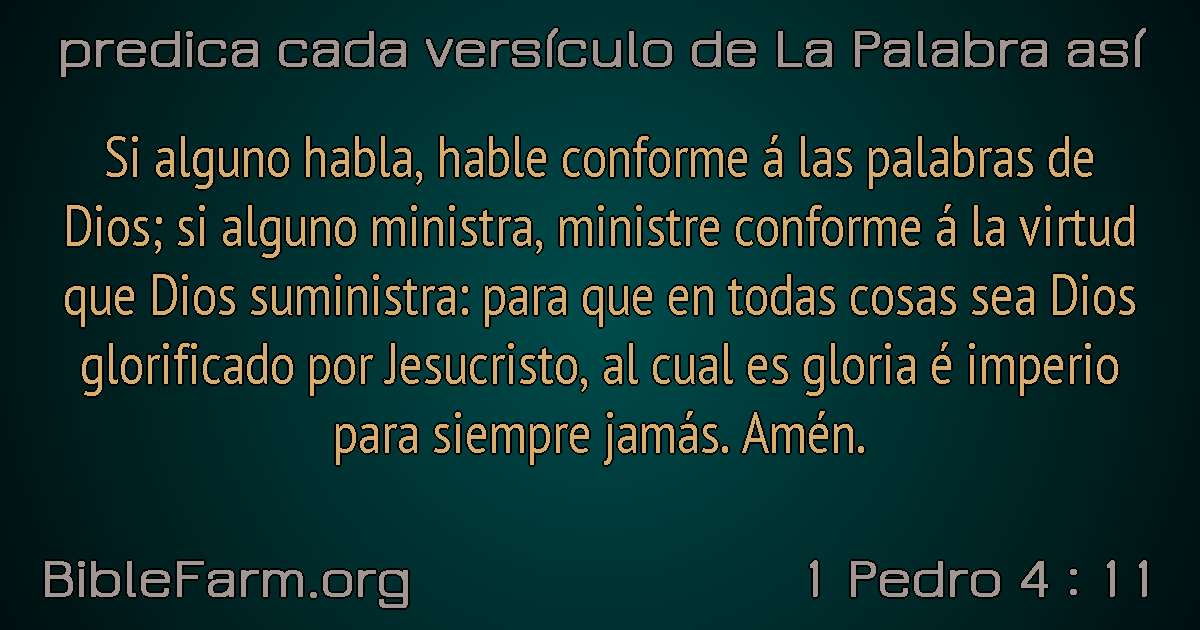 predica cada versículo de La Palabra así
Si alguno habla, hable conforme á las palabras de
Dios; si alguno ministra, ministre conforme á la virtud
que Dios suministra: para que en todas cosas sea Dios
glorificado por Jesucristo, al cual es gloria é imperio
para siempre jamás. Amén.
BibleFarm.org
1 Pedro 4 : 11